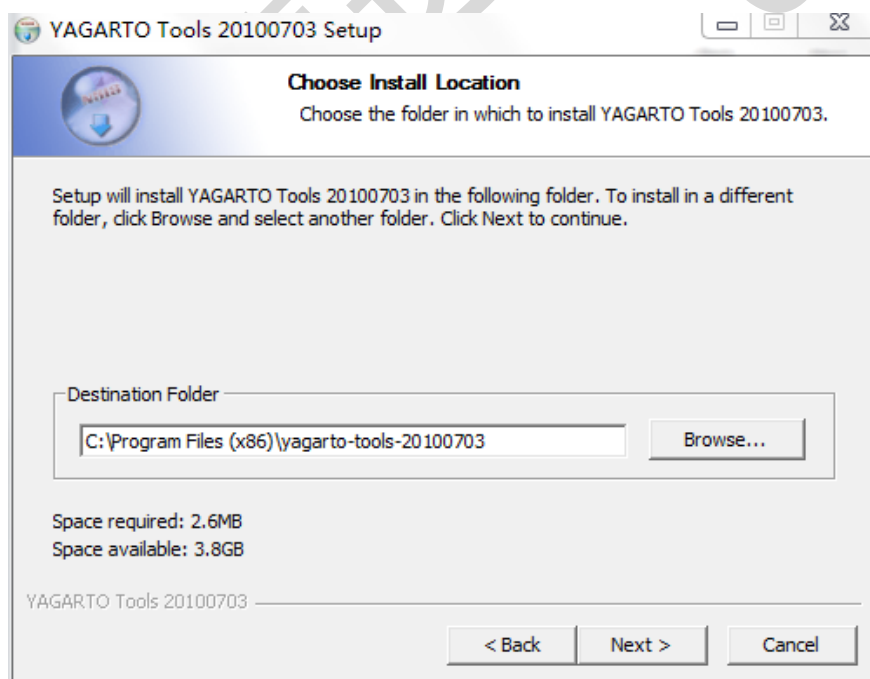 YAGARTO Tools 20100703 Setup
Choose Install Location
Choose the folder in which to install YAGARTO Tools 20100703.
Setup will install YAGARTO Tools 20100703 in the following folder. To install in a different
folder, click Browse and select another folder. Click Next to continue.
Destination Folder
C:\Program Files (x86)\yagarto-tools-20100703
Browse...
Space required: 2.6MB
Space available: 3.8GB
YAGARTO Tools 20100703
< Back
Next >
Cancel